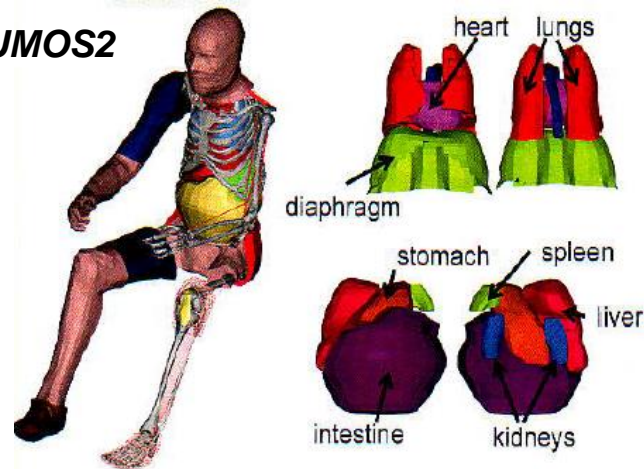 UMOS2
heart
lungs
diaphragm
stomach
spleen
liver
intestine
kidneys